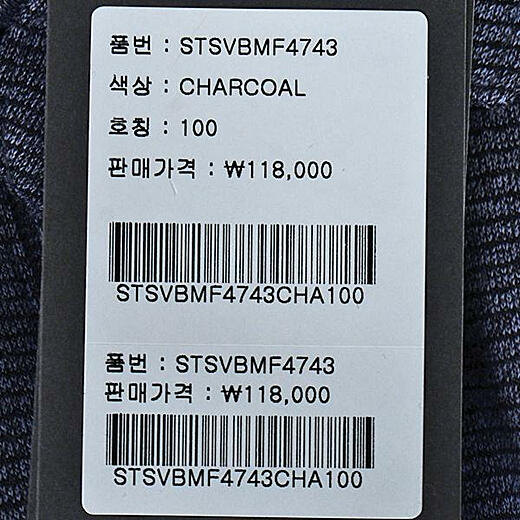 품번 : STSVBMF4743
색상 : CHARCOAL
호칭 : 100
판매가격 : ₩118,000
STSVBMF4743CHA100
품번 : STSVBMF4743
판매가격 : ₩118,000
STSVBMF4743CHA100